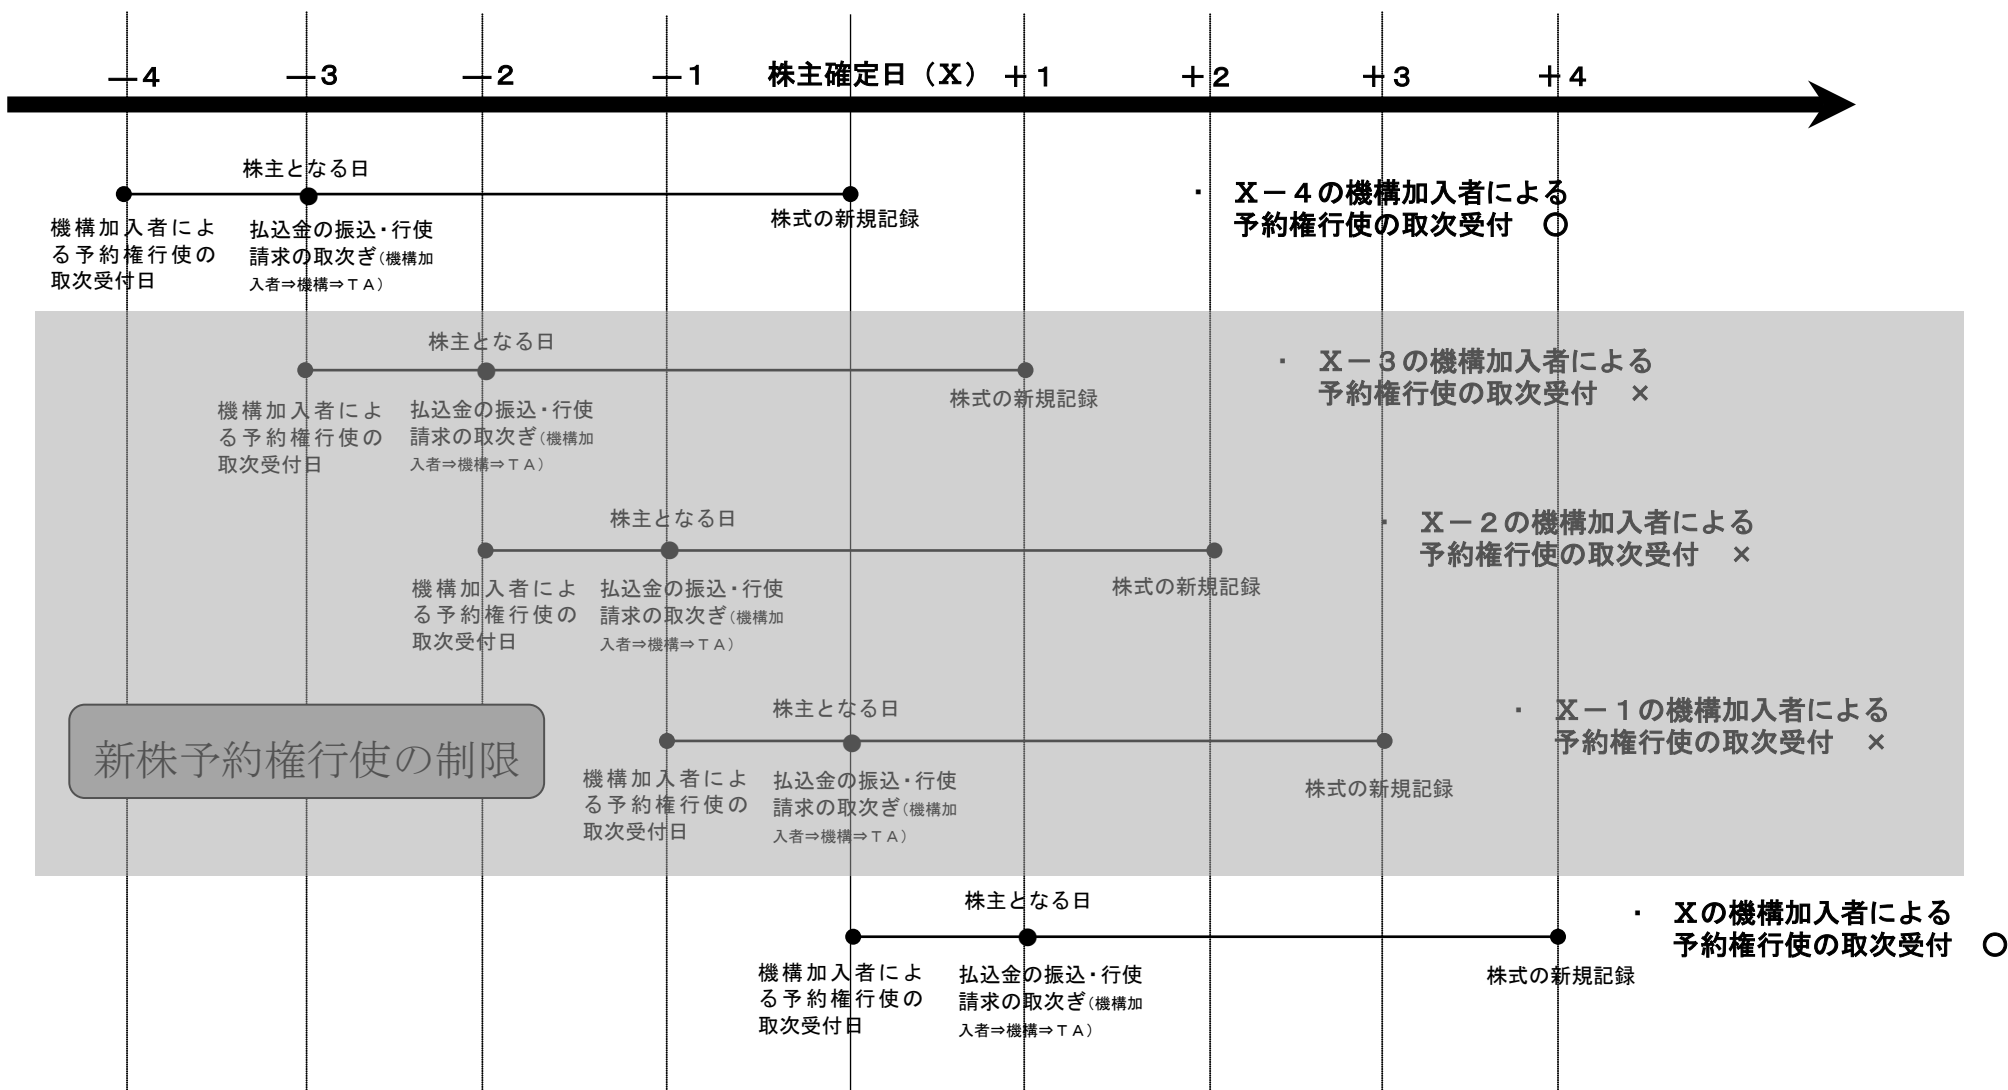 ―4
―3
―2
―1
株主確定日（X）
＋1
＋2
＋3
＋4
株主となる日
機構加入者によ
る予約権行使の
取次受付日
払込金の振込・行使
請求の取次ぎ（機構加
入者⇒機構⇒ＴＡ）
株式の新規記録
・ Ｘ－４の機構加入者による
予約権行使の取次受付 〇
株主となる日
機構加入者によ
る予約権行使の
取次受付日
払込金の振込・行使
請求の取次ぎ（機構加
入者⇒機構⇒ＴＡ）
株式の新規記録
・ Ｘ－３の機構加入者による
予約権行使の取次受付 ×
株主となる日
機構加入者によ
る予約権行使の
取次受付日
払込金の振込・行使
請求の取次ぎ（機構加
入者⇒機構⇒ＴＡ）
株式の新規記録
・ Ｘ－２の機構加入者による
予約権行使の取次受付 ×
新株予約権行使の制限
株主となる日
機構加入者によ
る予約権行使の
取次受付日
払込金の振込・行使
請求の取次ぎ（機構加
入者⇒機構⇒ＴＡ）
株式の新規記録
・ Ｘ－１の機構加入者による
予約権行使の取次受付 ×
株主となる日
機構加入者によ
る予約権行使の
取次受付日
払込金の振込・行使
請求の取次ぎ（機構加
入者⇒機構⇒ＴＡ）
株式の新規記録
・ Ｘの機構加入者による
予約権行使の取次受付 〇